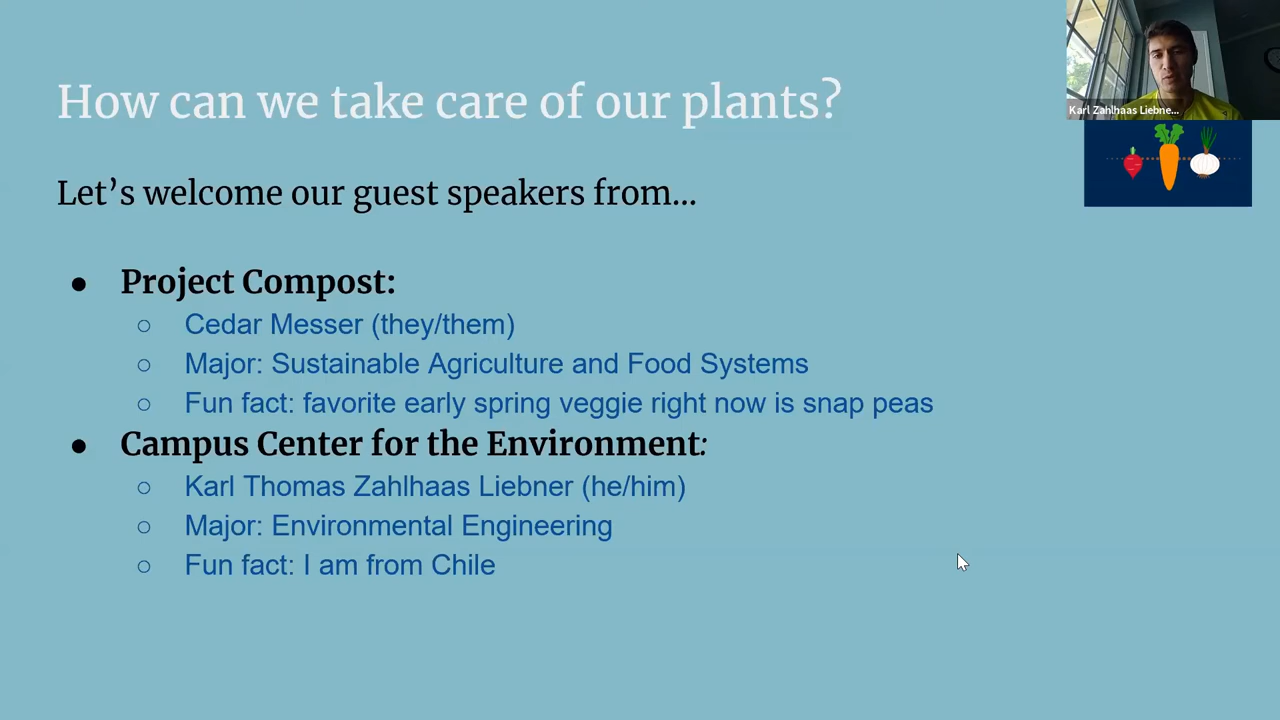 How can we take care of our plants?
Karl Zahlhaas Liebne...
Let’s welcome our guest speakers from...
● Project Compost:
○ Cedar Messer (they/them)
○ Major: Sustainable Agriculture and Food Systems
○ Fun fact: favorite early spring veggie right now is snap peas
● Campus Center for the Environment:
○ Karl Thomas Zahlhaas Liebner (he/him)
○ Major: Environmental Engineering
○ Fun fact: I am from Chile